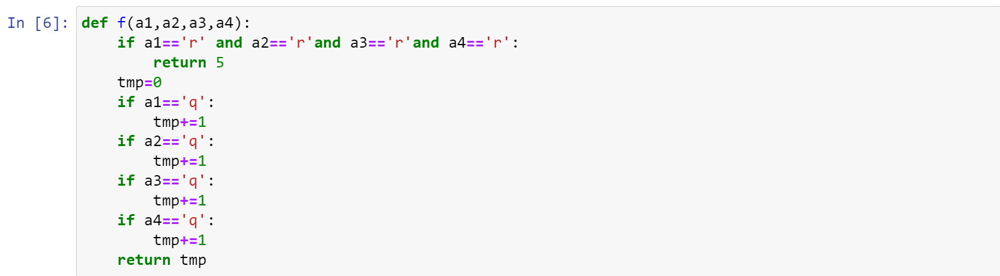 In [6]: def f(a1,a2,a3,a4):
    if a1=='r' and a2=='r'and a3=='r'and a4=='r':
        return 5
    tmp=0
    if a1=='q':
        tmp+=1
    if a2=='q':
        tmp+=1
    if a3=='q':
        tmp+=1
    if a4=='q':
        tmp+=1
    return tmp